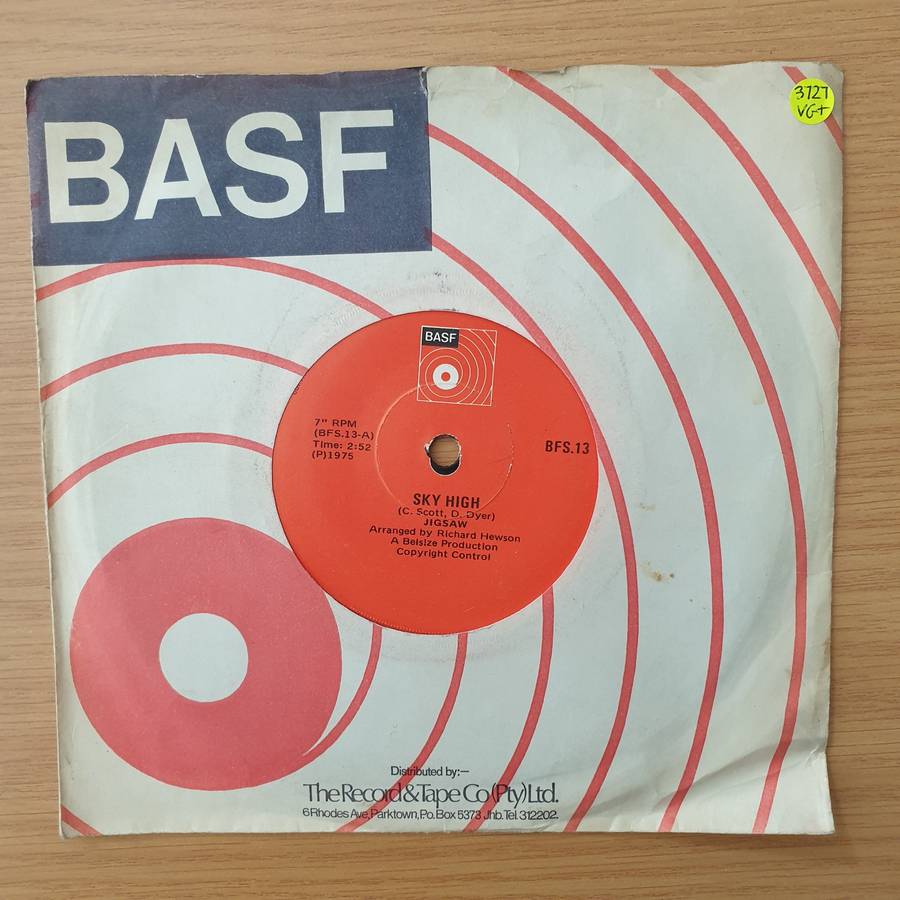 BASF
3727
VG+
BASF
7" RPM
(BFS.13-A)
Time: 2:52
(P)1975
BFS.13
SKY HIGH
(C. Scott, D. Dyer)
JIGSAW
Arranged by Richard Hewson
A Belsize Production
Copyright Control
Distributed by:—
The Record & Tape Co (Pty) Ltd.
6 Rhodes Ave, Parktown, P.o. Box 5373 Jhb. Tel. 312202.